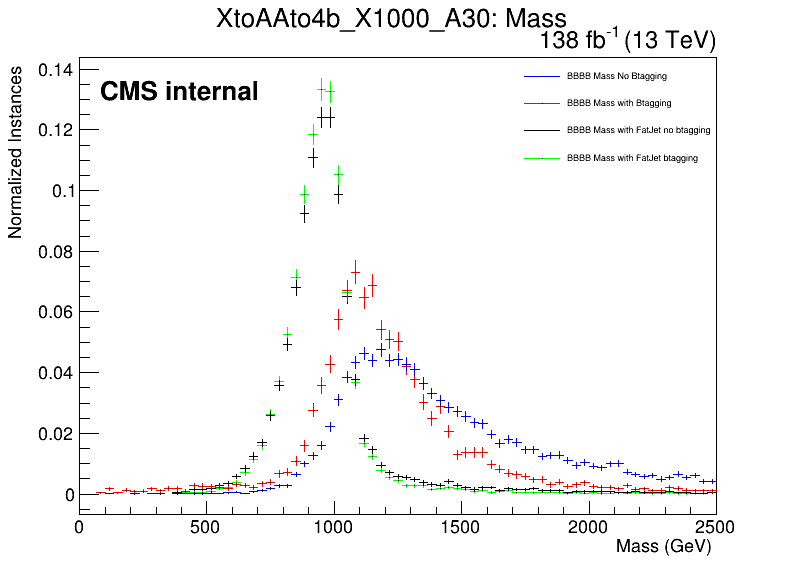 XtoAAto4b_X1000_A30: Mass
138 fb⁻¹ (13 TeV)
CMS internal
BBBB Mass No Btagging
BBBB Mass with Btagging
BBBB Mass with FatJet no btagging
BBBB Mass with FatJet btagging
Normalized Instances
0.14
0.12
0.1
0.08
0.06
0.04
0.02
0
0 500 1000 1500 2000 2500
Mass (GeV)